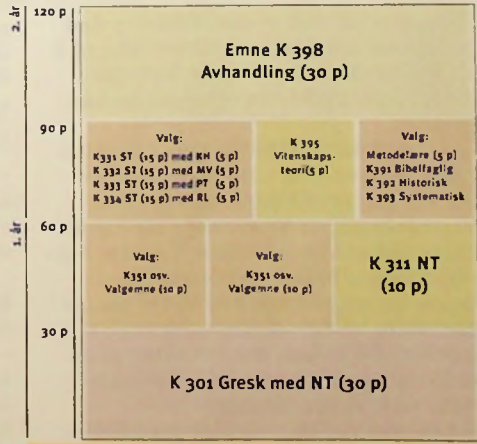 2. år
120 p
Emne K 398
Avhandling (30 p)
90 p
Valg:
K331 ST (15 p) med KH (5 p)
K 332 ST (15 p) med MV (5 p)
K 333 ST (15 p) med PT (5 p)
K 334 ST (15 p) med RL (5 p)
K 395
Vitenskaps-
teori(5 p)
Valg:
Metodelære (5 p)
K391 Bibelfaglig
K 392 Historisk
K 393 Systematisk
1. år
60 p
Valg:
K351 osv.
Valgemne (10 p)
Valg:
K351 osv.
Valgemne (10 p)
K 311 NT
(10 p)
30 p
K 301 Gresk med NT (30 p)